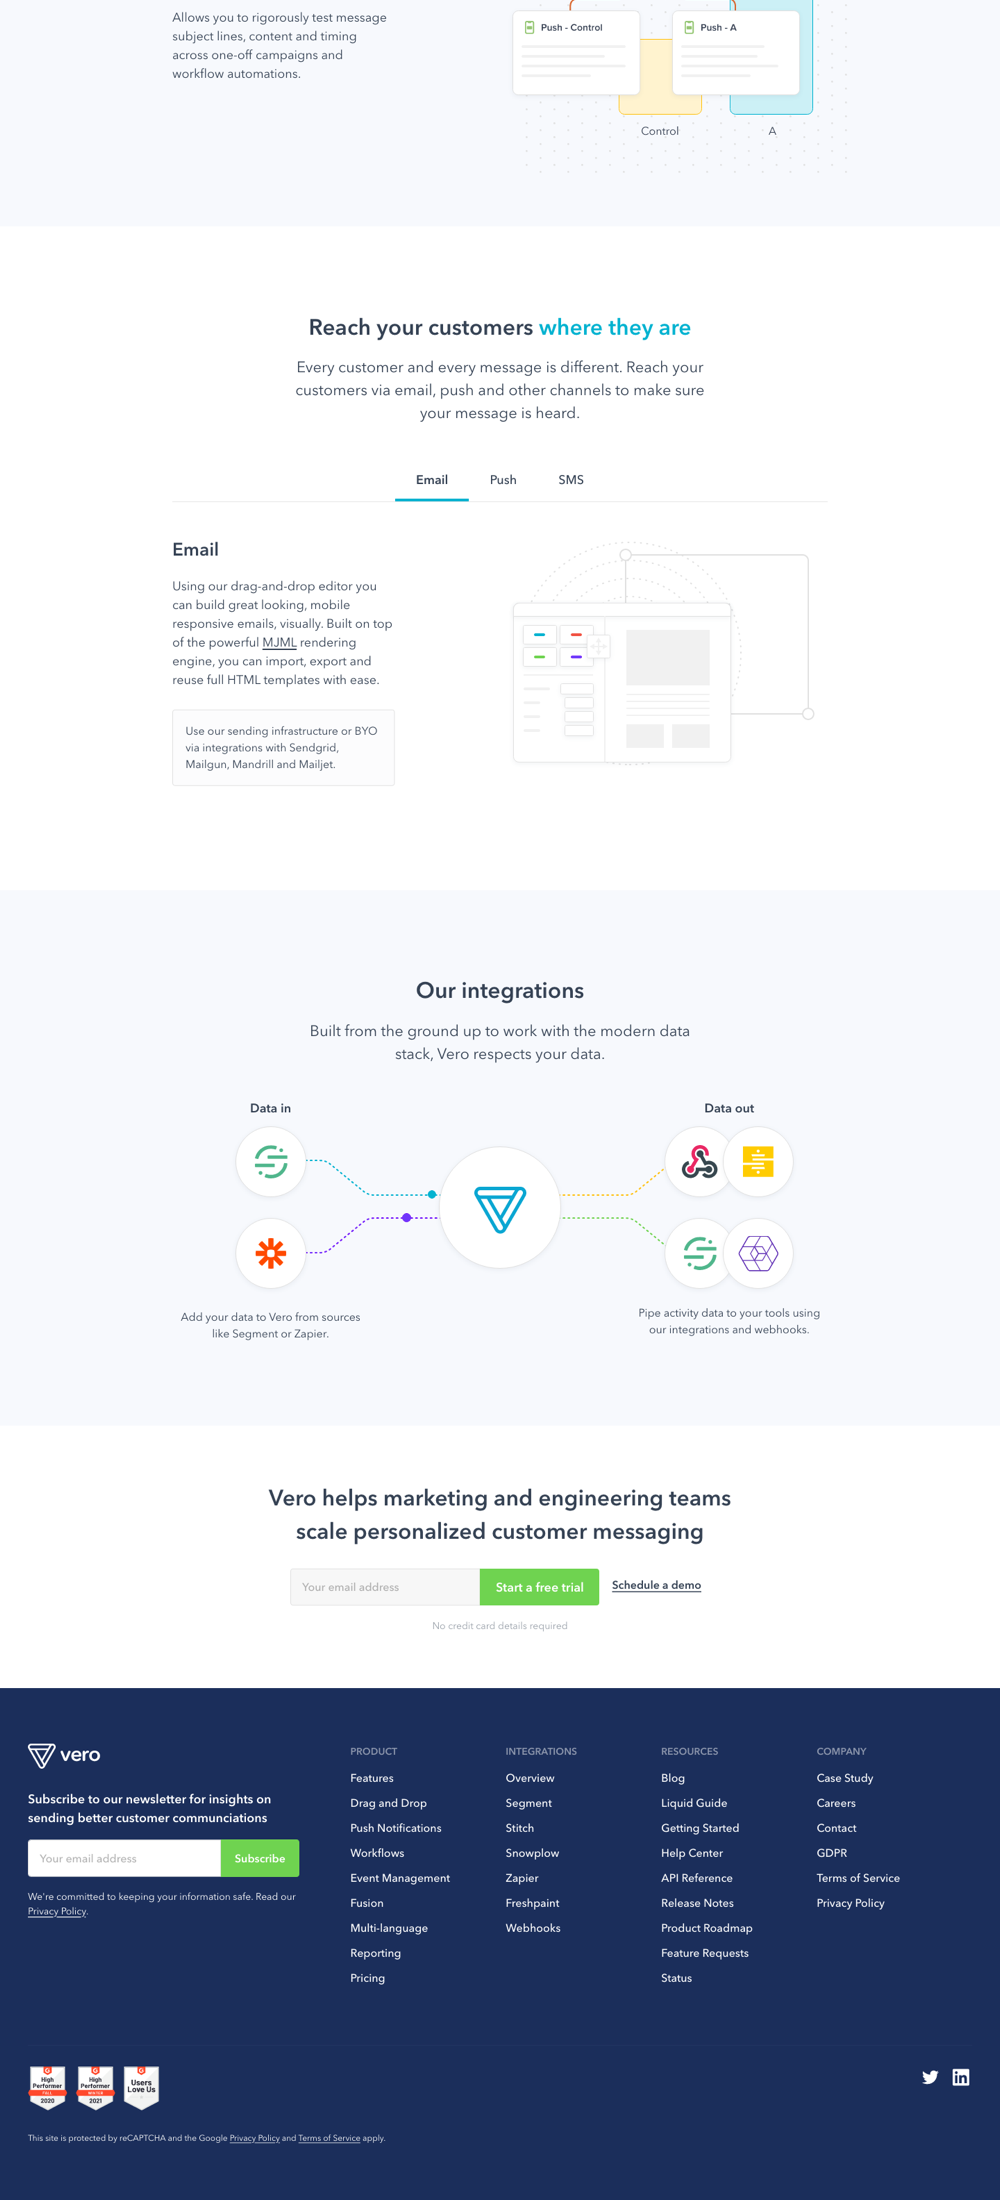 Allows you to rigorously test message
subject lines, content and timing
across one-off campaigns and
workflow automations.
Push - Control
Push - A
Control
A
Reach your customers where they are
Every customer and every message is different. Reach your
customers via email, push and other channels to make sure
your message is heard.
Email
Push
SMS
Email
Using our drag-and-drop editor you
can build great looking, mobile
responsive emails, visually. Built on top
of the powerful MJML rendering
engine, you can import, export and
reuse full HTML templates with ease.
Use our sending infrastructure or BYO
via integrations with Sendgrid,
Mailgun, Mandrill and Mailjet.
Our integrations
Built from the ground up to work with the modern data
stack, Vero respects your data.
Data in
Data out
Add your data to Vero from sources
like Segment or Zapier.
Pipe activity data to your tools using
our integrations and webhooks.
Vero helps marketing and engineering teams
scale personalized customer messaging
Your email address
Start a free trial
Schedule a demo
No credit card details required
vero
Subscribe to our newsletter for insights on
sending better customer communciations
Your email address
Subscribe
We're committed to keeping your information safe. Read our
Privacy Policy.
PRODUCT
Features
Drag and Drop
Push Notifications
Workflows
Event Management
Fusion
Multi-language
Reporting
Pricing
INTEGRATIONS
Overview
Segment
Stitch
Snowplow
Zapier
Freshpaint
Webhooks
RESOURCES
Blog
Liquid Guide
Getting Started
Help Center
API Reference
Release Notes
Product Roadmap
Feature Requests
Status
COMPANY
Case Study
Careers
Contact
GDPR
Terms of Service
Privacy Policy
High
Performer
FALL
2020
High
Performer
WINTER
2021
Users
Love Us
This site is protected by reCAPTCHA and the Google Privacy Policy and Terms of Service apply.